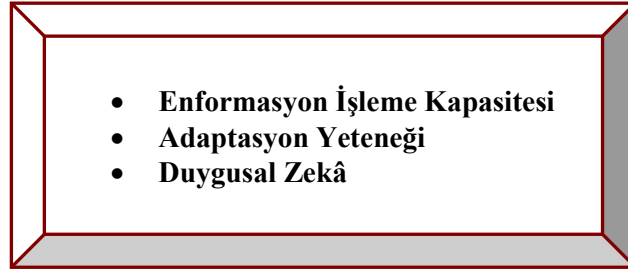 • Enformasyon İşleme Kapasitesi
• Adaptasyon Yeteneği
• Duygusal Zekâ